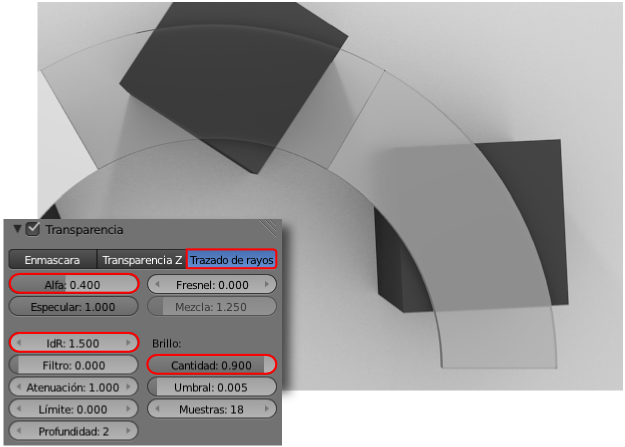 Transparencia
Enmascara Transparencia Z Trazado de rayos
Alfa: 0.400 Fresnel: 0.000
Especular: 1.000 Mezcla: 1.250
IdR: 1.500 Brillo:
Filtro: 0.000 Cantidad: 0.900
Atenuación: 1.000 Umbral: 0.005
Límite: 0.000 Muestras: 18
Profundidad: 2